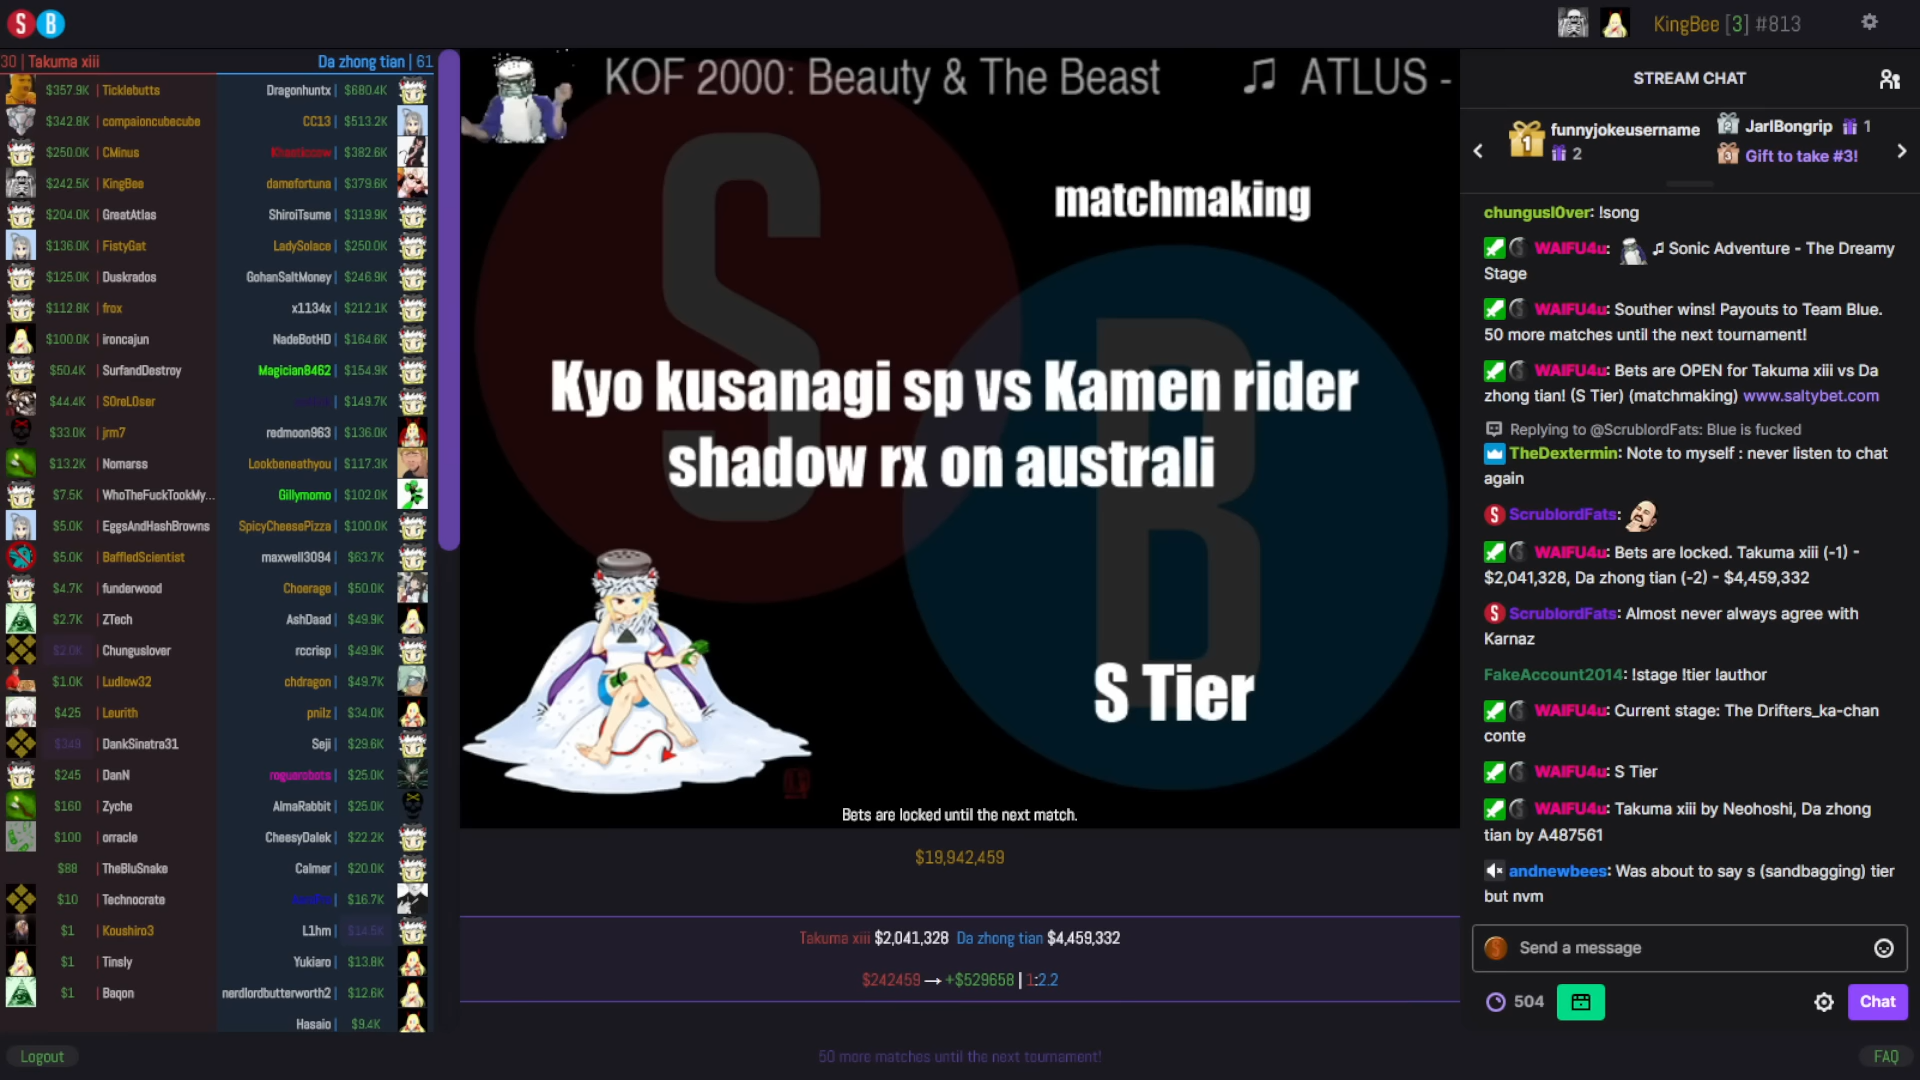 S B
KingBee [3] #813
30 | Takuma xiii
Da zhong tian | 61
$357.9K | Ticklebutts
$342.8K | compaioncubecube
$250.0K | CMinus
$242.5K | KingBee
$204.0K | GreatAtlas
$136.0K | FistyGat
$125.0K | Duskrados
$112.8K | frox
$100.0K | ironcajun
$50.4K | SurfandDestroy
$44.4K | S0reL0ser
$33.0K | jrm7
$13.2K | Nomarss
$7.5K | WhoTheFuckTookMy...
$5.0K | EggsAndHashBrowns
$5.0K | BaffledScientist
$4.7K | funderwood
$2.7K | ZTech
$2.0K | Chunguslover
$1.0K | Ludlow32
$425 | Leurith
$349 | DankSinatra31
$245 | DanN
$160 | Zyche
$100 | orracle
$88 | TheBluSnake
$10 | Technocrate
$1 | Koushiro3
$1 | Tinsly
$1 | Baqon
Dragonhuntx | $680.4K
CC13 | $513.2K
Khaoticcow | $382.6K
damefortuna | $379.6K
ShiroiTsume | $319.9K
LadySolace | $250.0K
GohanSaltMoney | $246.9K
x1134x | $212.1K
NadeBotHD | $164.6K
Magician8462 | $154.9K
| $149.7K
redmoon963 | $136.0K
Lookbeneathyou | $117.3K
Gillymomo | $102.0K
SpicyCheesePizza | $100.0K
maxwell3094 | $63.7K
Choerage | $50.0K
AshDaad | $49.9K
rccrisp | $49.9K
chdragon | $49.7K
pnilz | $34.0K
Seji | $29.6K
roguerobots | $25.0K
AlmaRabbit | $25.0K
CheesyDalek | $22.2K
Calmer | $20.0K
| $16.7K
L1hm | $14.5K
Yukiaro | $13.8K
nerdlordbutterworth2 | $12.6K
Hasaio | $9.4K
KOF 2000: Beauty & The Beast ♫ ATLUS -
S
B
matchmaking
Kyo kusanagi sp vs Kamen rider
shadow rx on australi
S Tier
Bets are locked until the next match.
$19,942,459
Takuma xiii $2,041,328 Da zhong tian $4,459,332
$242459 → +$529658 | 1:2.2
50 more matches until the next tournament!
Logout
FAQ
STREAM CHAT
1 funnyjokeusername
2
2 JarlBongrip 1
3 Gift to take #3!
chungusl0ver: !song
WAIFU4u: ♫ Sonic Adventure - The Dreamy
Stage
WAIFU4u: Souther wins! Payouts to Team Blue.
50 more matches until the next tournament!
WAIFU4u: Bets are OPEN for Takuma xiii vs Da
zhong tian! (S Tier) (matchmaking) www.saltybet.com
Replying to @ScrublordFats: Blue is fucked
TheDextermin: Note to myself : never listen to chat
again
S ScrublordFats:
WAIFU4u: Bets are locked. Takuma xiii (-1) -
$2,041,328, Da zhong tian (-2) - $4,459,332
S ScrublordFats: Almost never always agree with
Karnaz
FakeAccount2014: !stage !tier !author
WAIFU4u: Current stage: The Drifters_ka-chan
conte
WAIFU4u: S Tier
WAIFU4u: Takuma xiii by Neohoshi, Da zhong
tian by A487561
andnewbees: Was about to say s (sandbagging) tier
but nvm
S Send a message
504
Chat